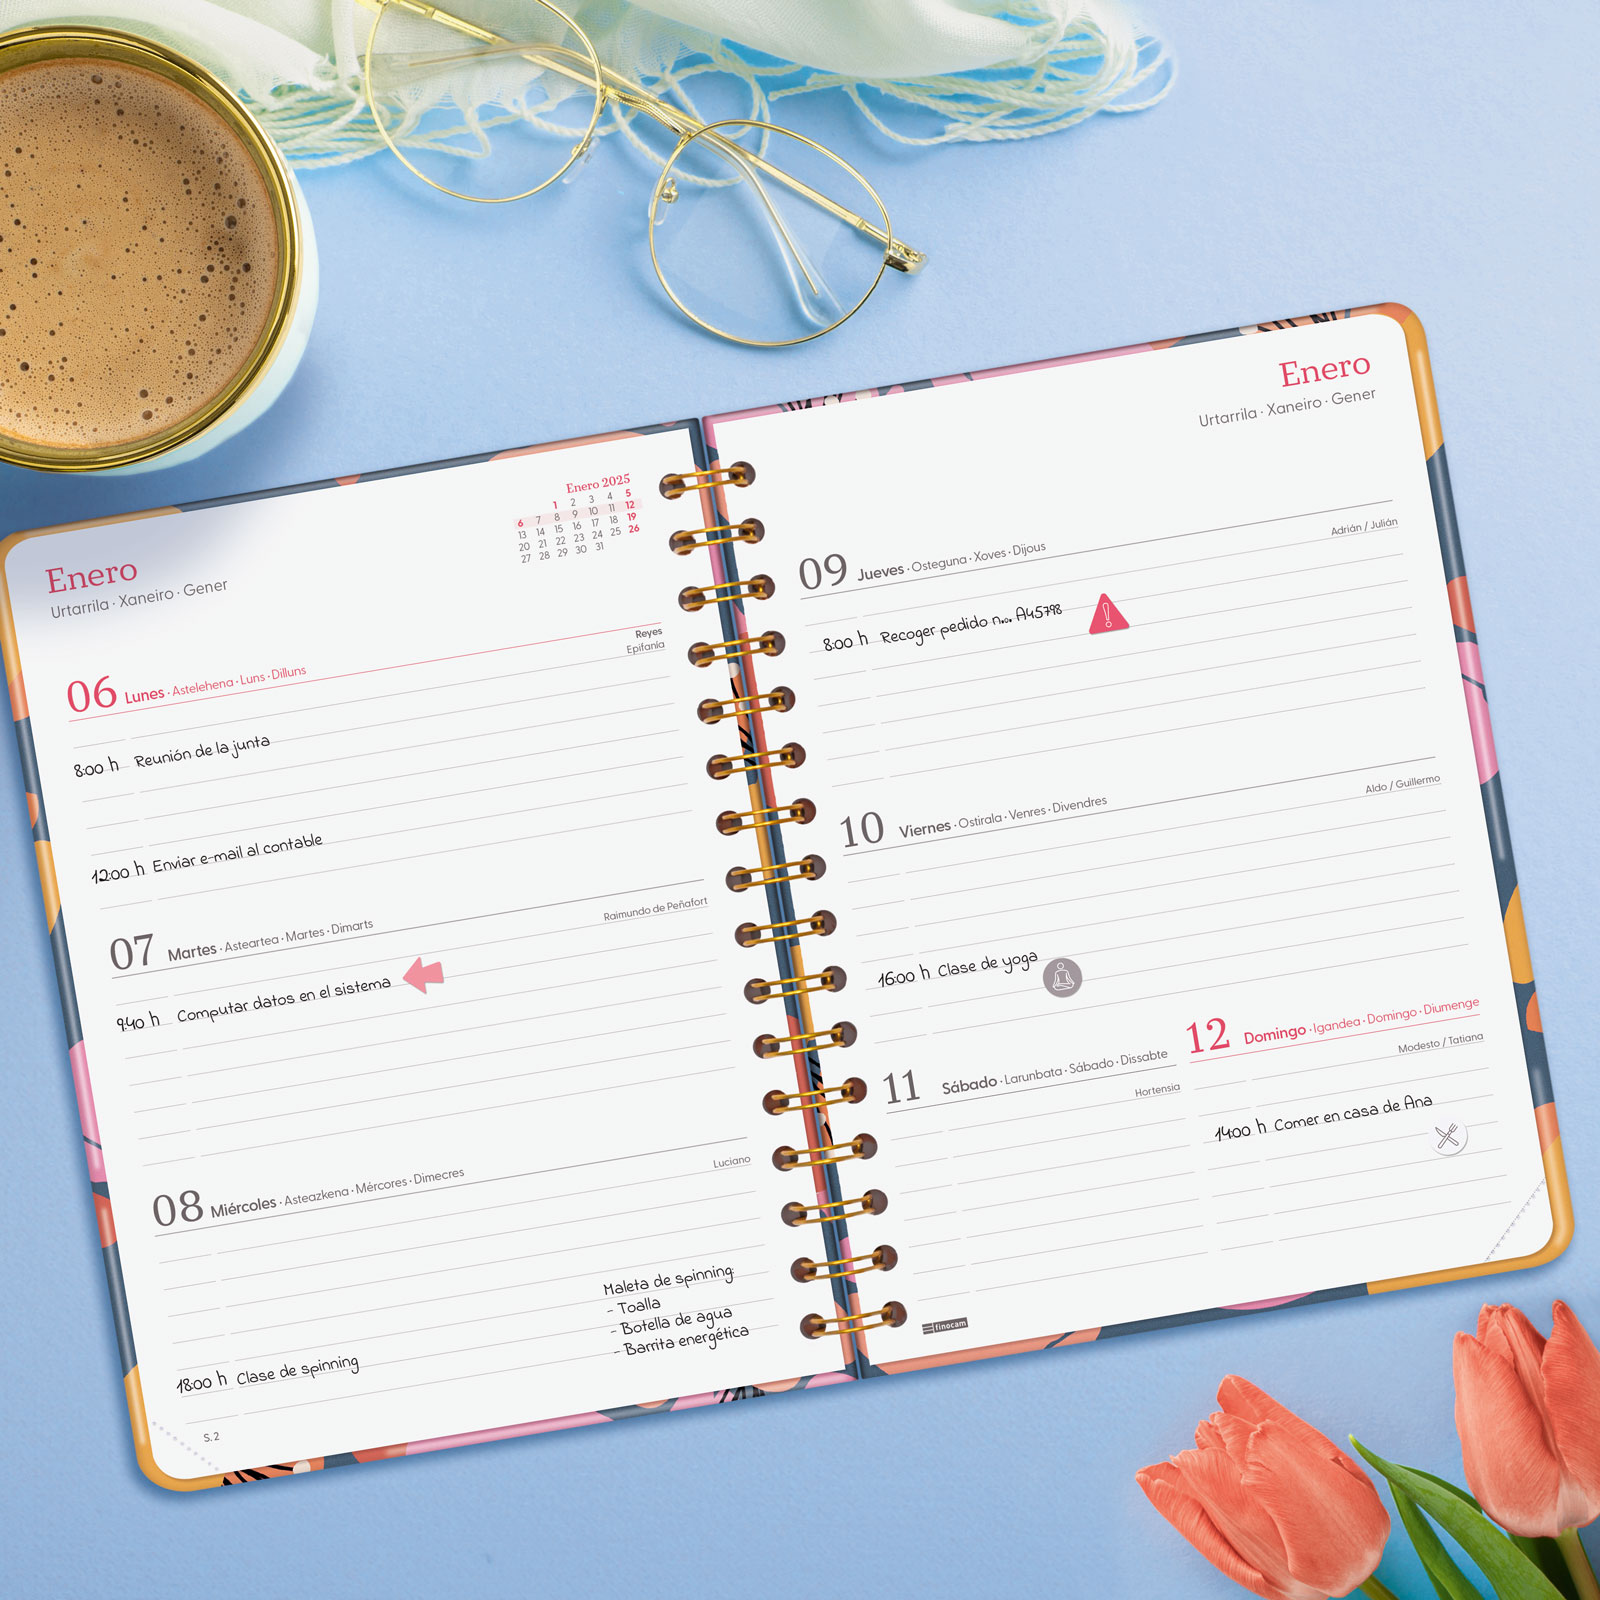 Enero
Urtarrila · Xaneiro · Gener
Enero 2025
1 2 3 4 5
6 7 8 9 10 11 12
13 14 15 16 17 18 19
20 21 22 23 24 25 26
27 28 29 30 31
06 Lunes · Astelehena · Luns · Dilluns
Reyes
Epifanía
8:00 h Reunión de la junta
12:00 h Enviar e-mail al contable
07 Martes · Asteartea · Martes · Dimarts
Raimundo de Peñafort
9:40 h Computar datos en el sistema
08 Miércoles · Asteazkena · Mércores · Dimecres
Luciano
Maleta de spinning:
- Toalla
- Botella de agua
- Barrita energética
18:00 h Clase de spinning
S. 2
Enero
Urtarrila · Xaneiro · Gener
09 Jueves · Osteguna · Xoves · Dijous
Adrián / Julián
8:00 h Recoger pedido n... A45798
10 Viernes · Ostirala · Venres · Divendres
Aldo / Guillermo
16:00 h Clase de yoga
11 Sábado · Larunbata · Sábado · Dissabte
Hortensia
12 Domingo · Igandea · Domingo · Diumenge
Modesto / Tatiana
14:00 h Comer en casa de Ana
finocam